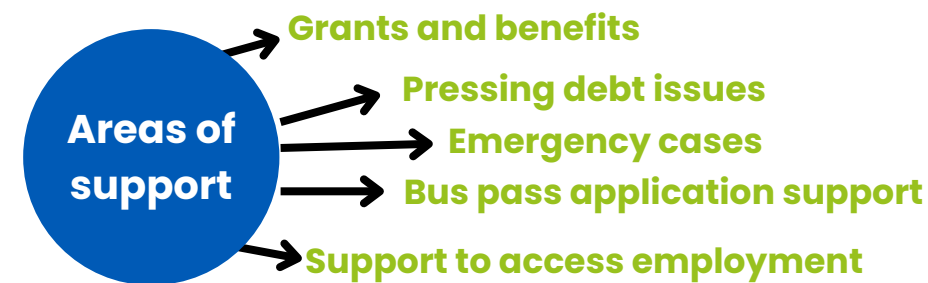 Areas of
support
Grants and benefits
Pressing debt issues
Emergency cases
Bus pass application support
Support to access employment